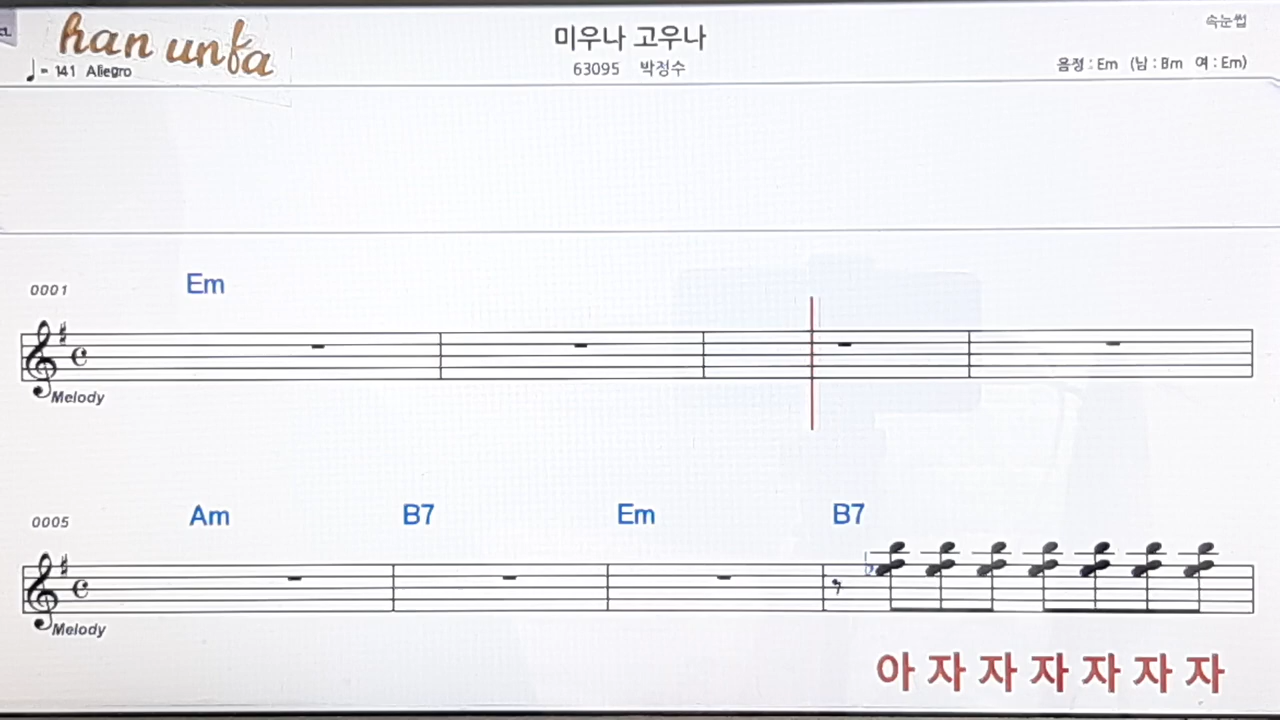 han unfa
♩= 141 Allegro
미우나 고우나
63095 박정수
속눈썹
음정 : Em (남 : Bm 여 : Em)
0001
Em
Melody
0005
Am B7 Em B7
Melody
아 자 자 자 자 자 자